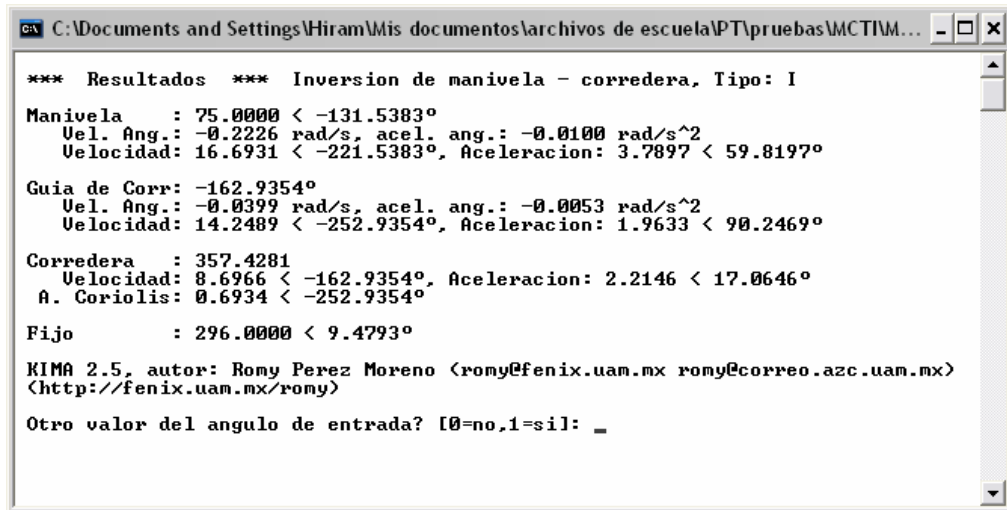 C:\Documents and Settings\Hiram\Mis documentos\archivos de escuela\PT\pruebas\MCTI\M...
*** Resultados *** Inversion de manivela - corredera, Tipo: I
Manivela : 75.0000 < -131.5383º
Vel. Ang.: -0.2226 rad/s, acel. ang.: -0.0100 rad/s^2
Velocidad: 16.6931 < -221.5383º, Aceleracion: 3.7897 < 59.8197º
Guia de Corr: -162.9354º
Vel. Ang.: -0.0399 rad/s, acel. ang.: -0.0053 rad/s^2
Velocidad: 14.2489 < -252.9354º, Aceleracion: 1.9633 < 90.2469º
Corredera : 357.4281
Velocidad: 8.6966 < -162.9354º, Aceleracion: 2.2146 < 17.0646º
A. Coriolis: 0.6934 < -252.9354º
Fijo : 296.0000 < 9.4793º
KIMA 2.5, autor: Romy Perez Moreno (romy@fenix.uam.mx romy@correo.azc.uam.mx)
(http://fenix.uam.mx/romy)
Otro valor del angulo de entrada? [0=no,1=si]: _